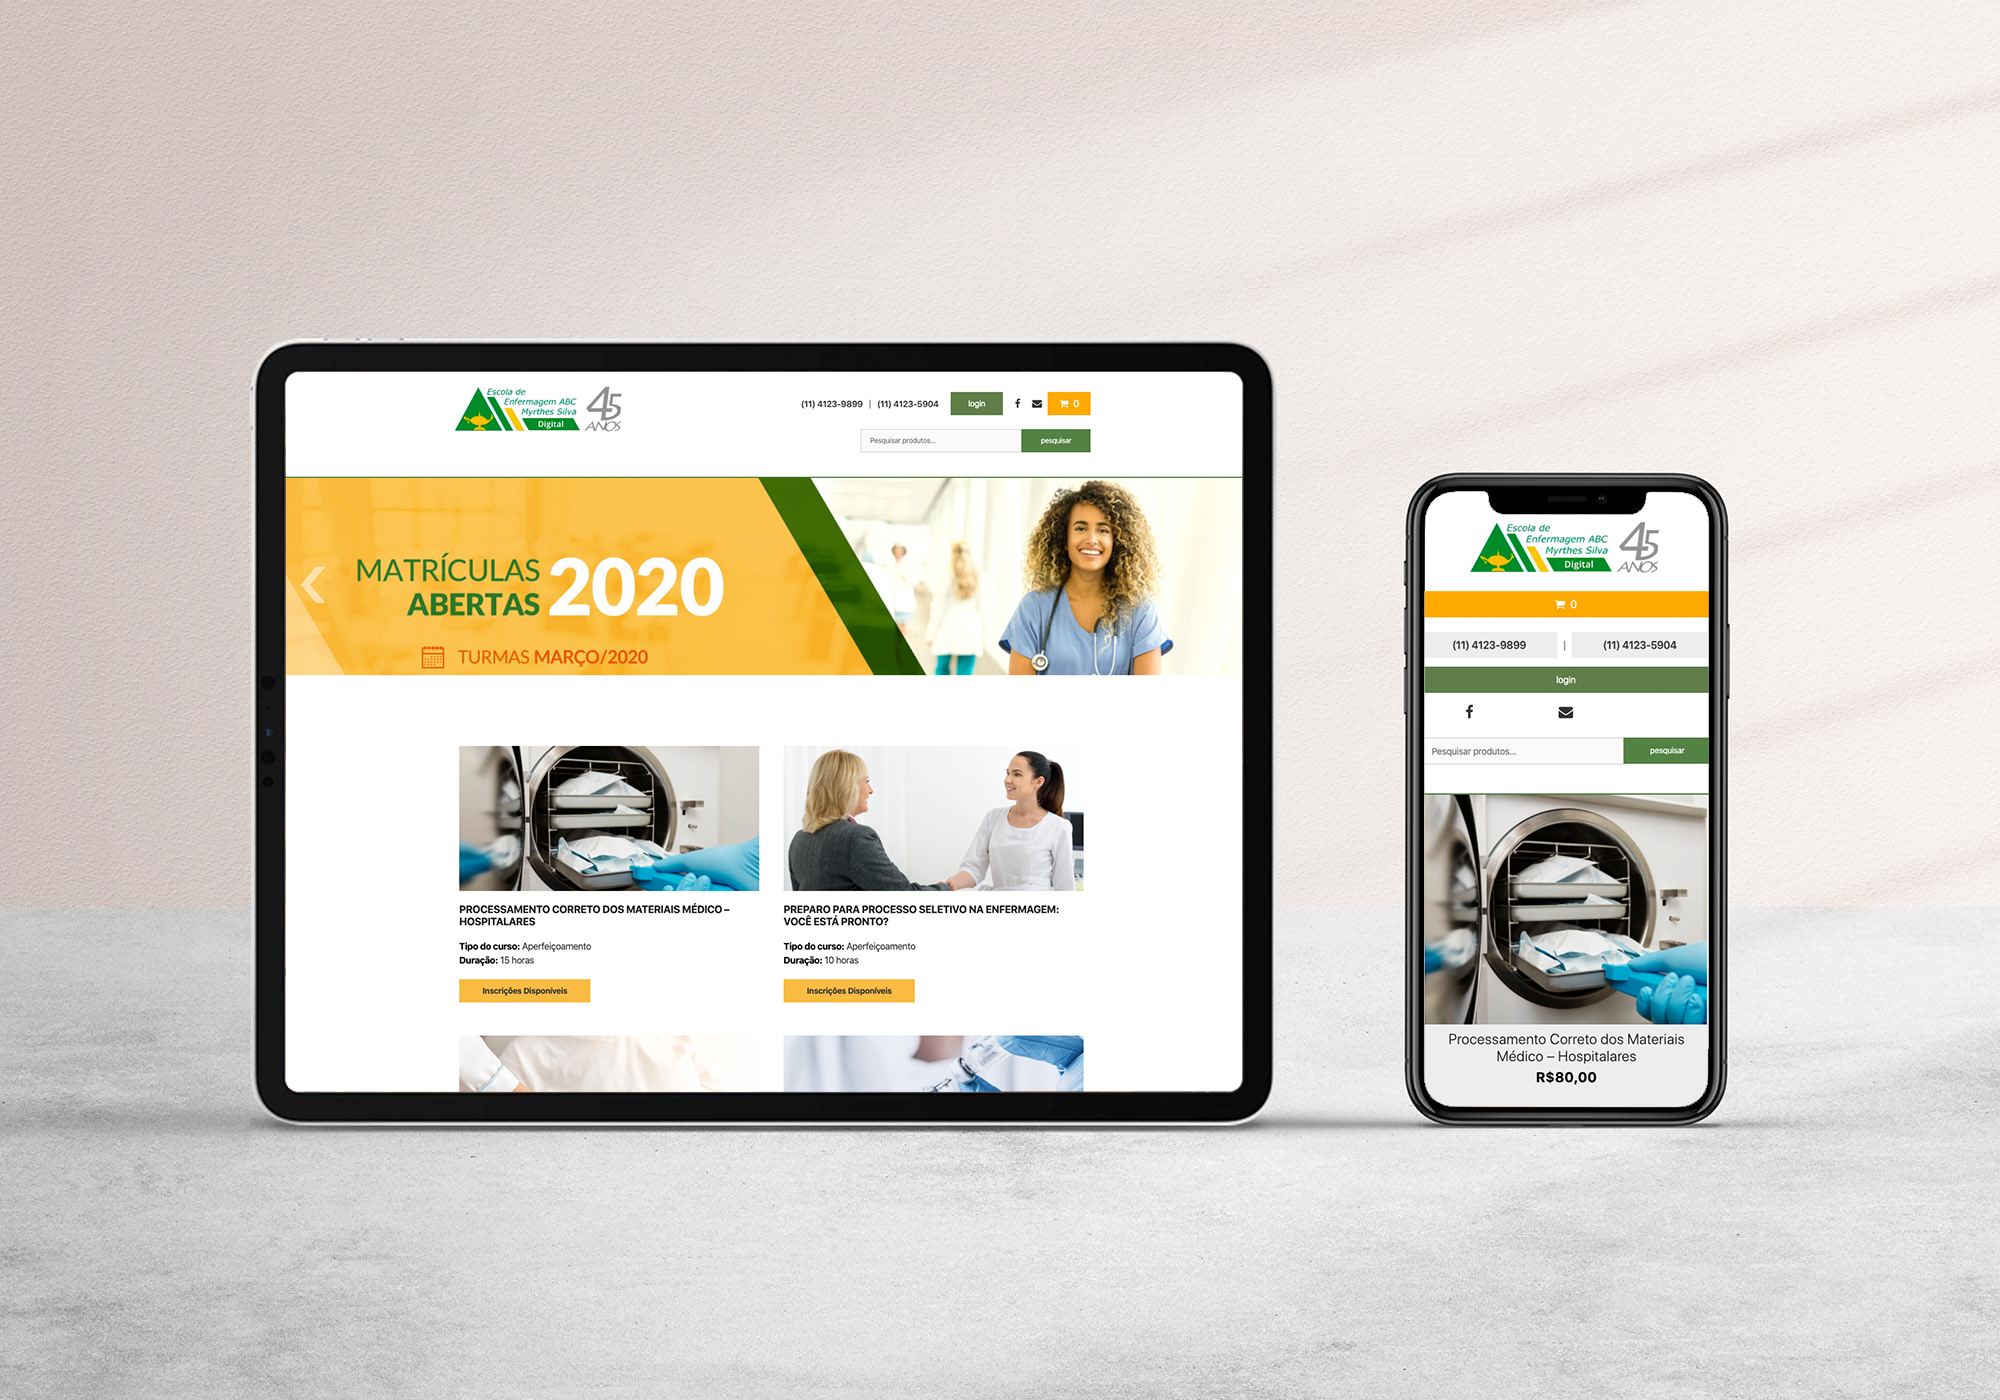 Escola de
Enfermagem ABC
Myrthes Silva
Digital
45
ANOS
(11) 4123-9899 | (11) 4123-5904
login
0
Pesquisar produtos...
pesquisar
MATRÍCULAS
ABERTAS
2020
TURMAS MARÇO/2020
PROCESSAMENTO CORRETO DOS MATERIAIS MÉDICO –
HOSPITALARES
Tipo do curso: Aperfeiçoamento
Duração: 15 horas
Inscrições Disponíveis
PREPARO PARA PROCESSO SELETIVO NA ENFERMAGEM:
VOCÊ ESTÁ PRONTO?
Tipo do curso: Aperfeiçoamento
Duração: 10 horas
Inscrições Disponíveis
Escola de
Enfermagem ABC
Myrthes Silva
Digital
45
ANOS
0
(11) 4123-9899 | (11) 4123-5904
login
Pesquisar produtos...
pesquisar
Processamento Correto dos Materiais
Médico – Hospitalares
R$80,00